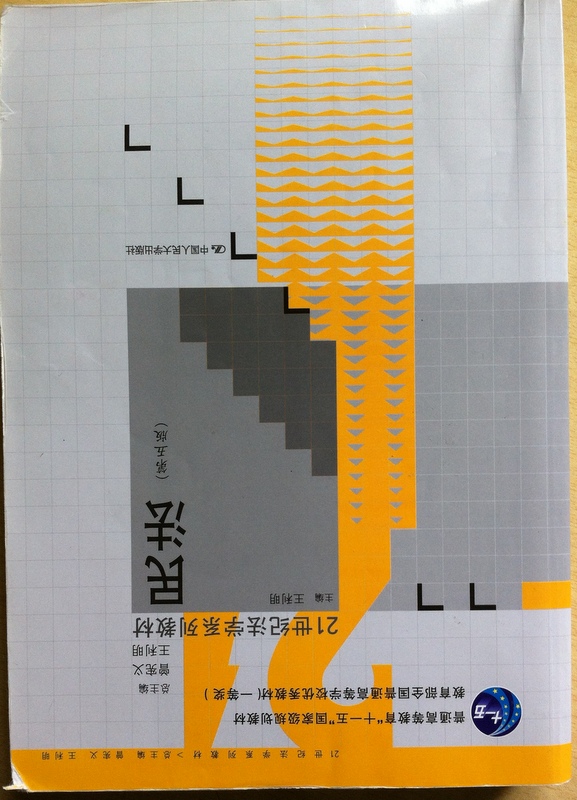 21世纪法学系列教材 > 总主编 曾宪义 王利明
普通高等教育“十一五”国家级规划教材
教育部全国普通高等学校优秀教材(一等奖)
十一五
总主编
曾宪义
王利明
21世纪法学系列教材
主编 王利明
民法
(第五版)
中国人民大学出版社